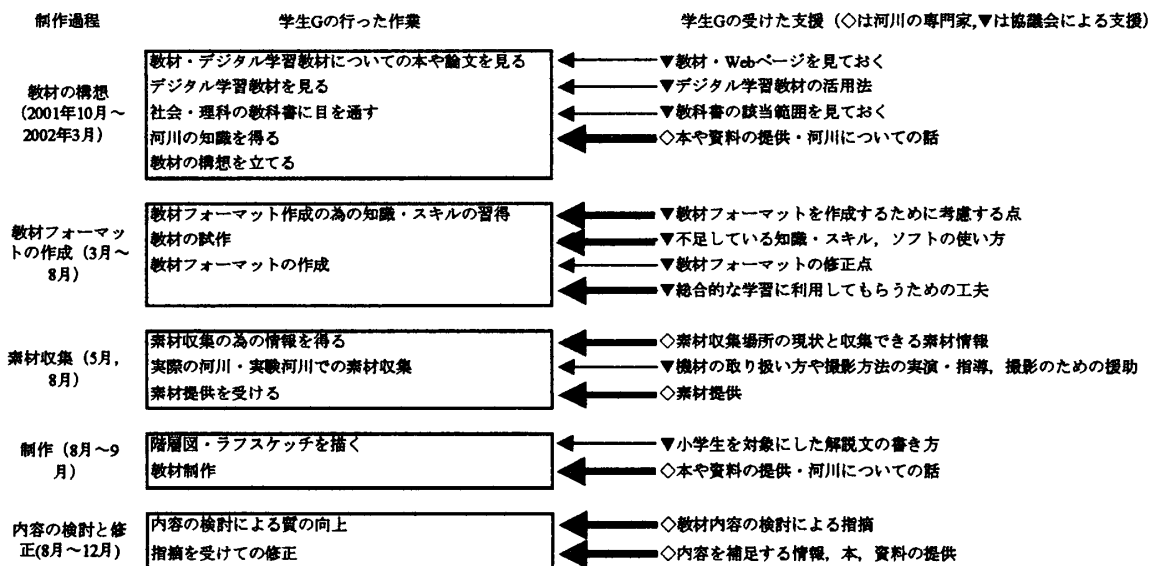 制作過程 学生Gの行った作業 学生Gの受けた支援（◇は河川の専門家,▼は協議会による支援）
教材の構想
（2001年10月～
2002年3月）
教材・デジタル学習教材についての本や論文を見る
デジタル学習教材を見る
社会・理科の教科書に目を通す
河川の知識を得る
教材の構想を立てる
▼教材・Webページを見ておく
▼デジタル学習教材の活用法
▼教科書の該当範囲を見ておく
◇本や資料の提供・河川についての話
教材フォーマッ
トの作成（3月～
8月）
教材フォーマット作成の為の知識・スキルの習得
教材の試作
教材フォーマットの作成
▼教材フォーマットを作成するために考慮する点
▼不足している知識・スキル，ソフトの使い方
▼教材フォーマットの修正点
▼総合的な学習に利用してもらうための工夫
素材収集（5月,
8月）
素材収集の為の情報を得る
実際の河川・実験河川での素材収集
素材提供を受ける
◇素材収集場所の現状と収集できる素材情報
▼機材の取り扱い方や撮影方法の実演・指導，撮影のための援助
◇素材提供
制作（8月～9
月）
階層図・ラフスケッチを描く
教材制作
▼小学生を対象にした解説文の書き方
◇本や資料の提供・河川についての話
内容の検討と修
正(8月～12月)
内容の検討による質の向上
指摘を受けての修正
◇教材内容の検討による指摘
◇内容を補足する情報，本，資料の提供